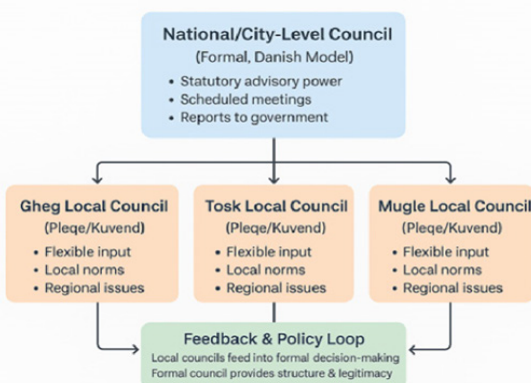 National/City-Level Council
(Formal, Danish Model)
• Statutory advisory power
• Scheduled meetings
• Reports to government
Gheg Local Council
(Pleqe/Kuvend)
• Flexible input
• Local norms
• Regional issues
Tosk Local Council
(Pleqe/Kuvend)
• Flexible input
• Local norms
• Regional issues
Mugle Local Council
(Pleqe/Kuvend)
• Flexible input
• Local norms
• Regional issues
Feedback & Policy Loop
Local councils feed into formal decision-making
Formal council provides structure & legitimacy